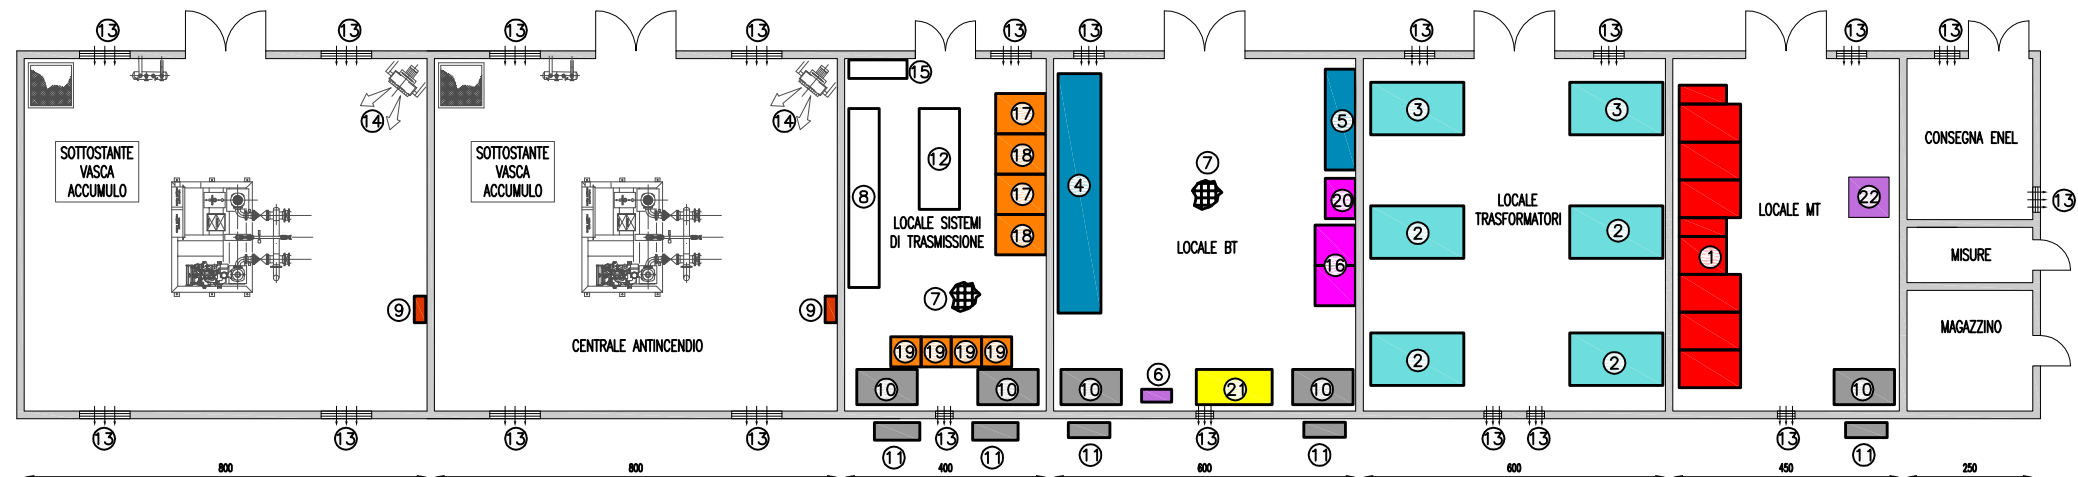 13 13 13 13 13 13 13 13 13 13
15
14 14
17
3 3
5
CONSEGNA ENEL
SOTTOSTANTE
VASCA
ACCUMULO
SOTTOSTANTE
VASCA
ACCUMULO
12
18
7
4
8
17
20
22
13
LOCALE
TRASFORMATORI
LOCALE MT
LOCALE SISTEMI
DI TRASMISSIONE
18
LOCALE BT
2 2
MISURE
1
16
7
9 9
MAGAZZINO
CENTRALE ANTINCENDIO
19 19 19 19
2 2
6
10 10 10 21 10 10
13 13 13 13 13 13 13 13 13
11 11 11 11 11
800 800 400 600 600 450 250